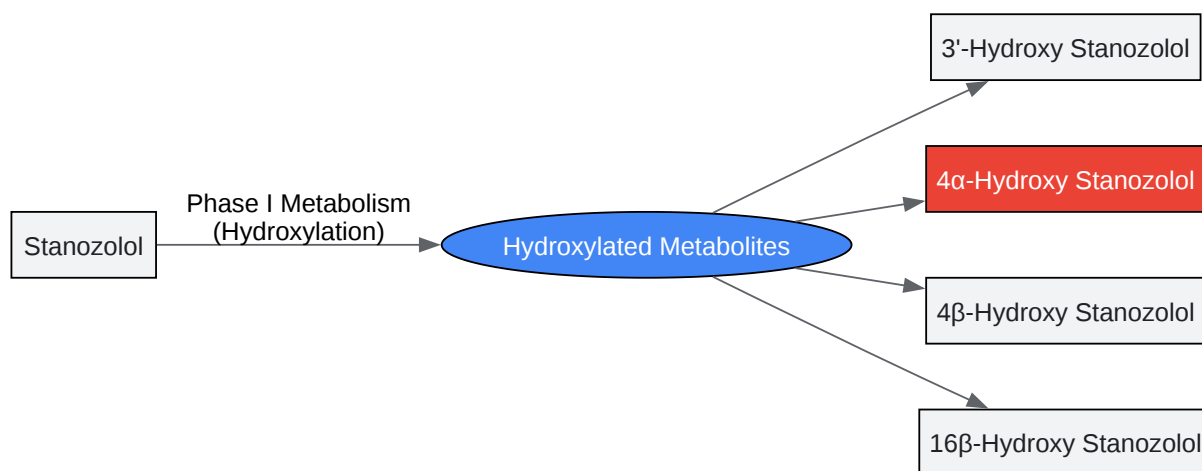 Stanozolol
Phase I Metabolism
(Hydroxylation)
Hydroxylated Metabolites
3'-Hydroxy Stanozolol
4α-Hydroxy Stanozolol
4β-Hydroxy Stanozolol
16β-Hydroxy Stanozolol